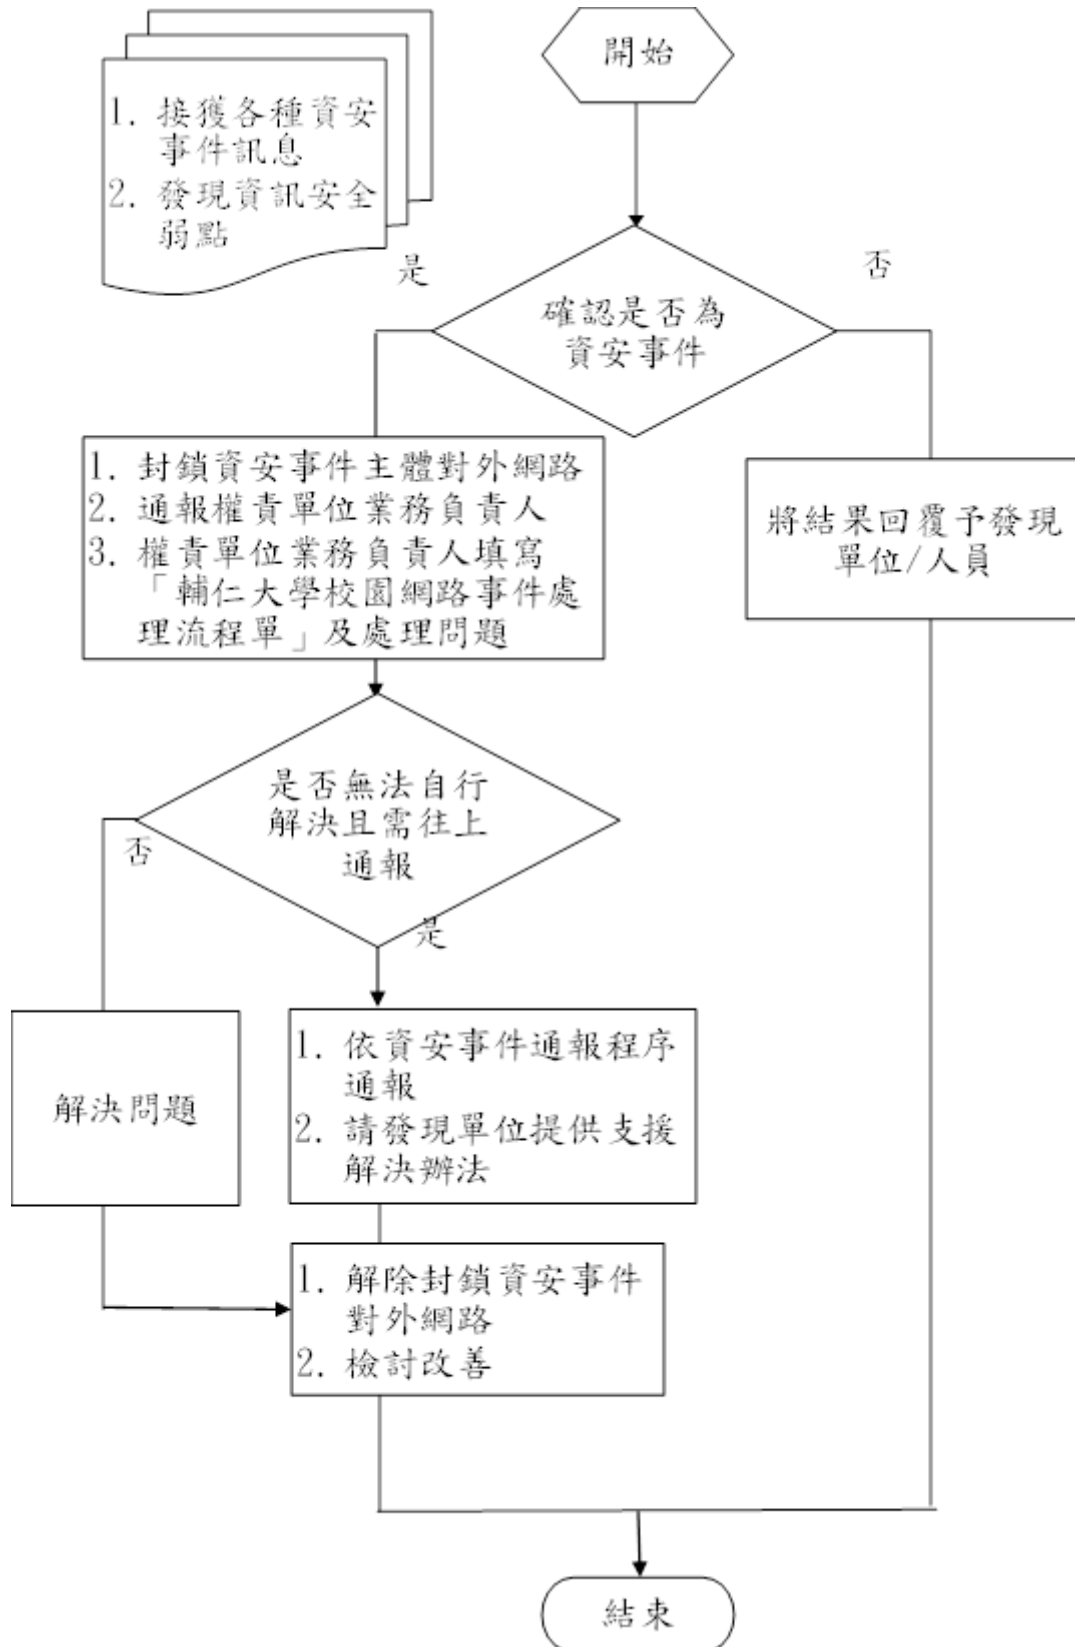 開始
1. 接獲各種資安
事件訊息
2. 發現資訊安全
弱點
是
否
確認是否為
資安事件
1. 封鎖資安事件主體對外網路
2. 通報權責單位業務負責人
3. 權責單位業務負責人填寫
「輔仁大學校園網路事件處
理流程單」及處理問題
將結果回覆予發現
單位/人員
是否無法自行
解決且需往上
通報
否
是
解決問題
1. 依資安事件通報程序
通報
2. 請發現單位提供支援
解決辦法
1. 解除封鎖資安事件
對外網路
2. 檢討改善
結束